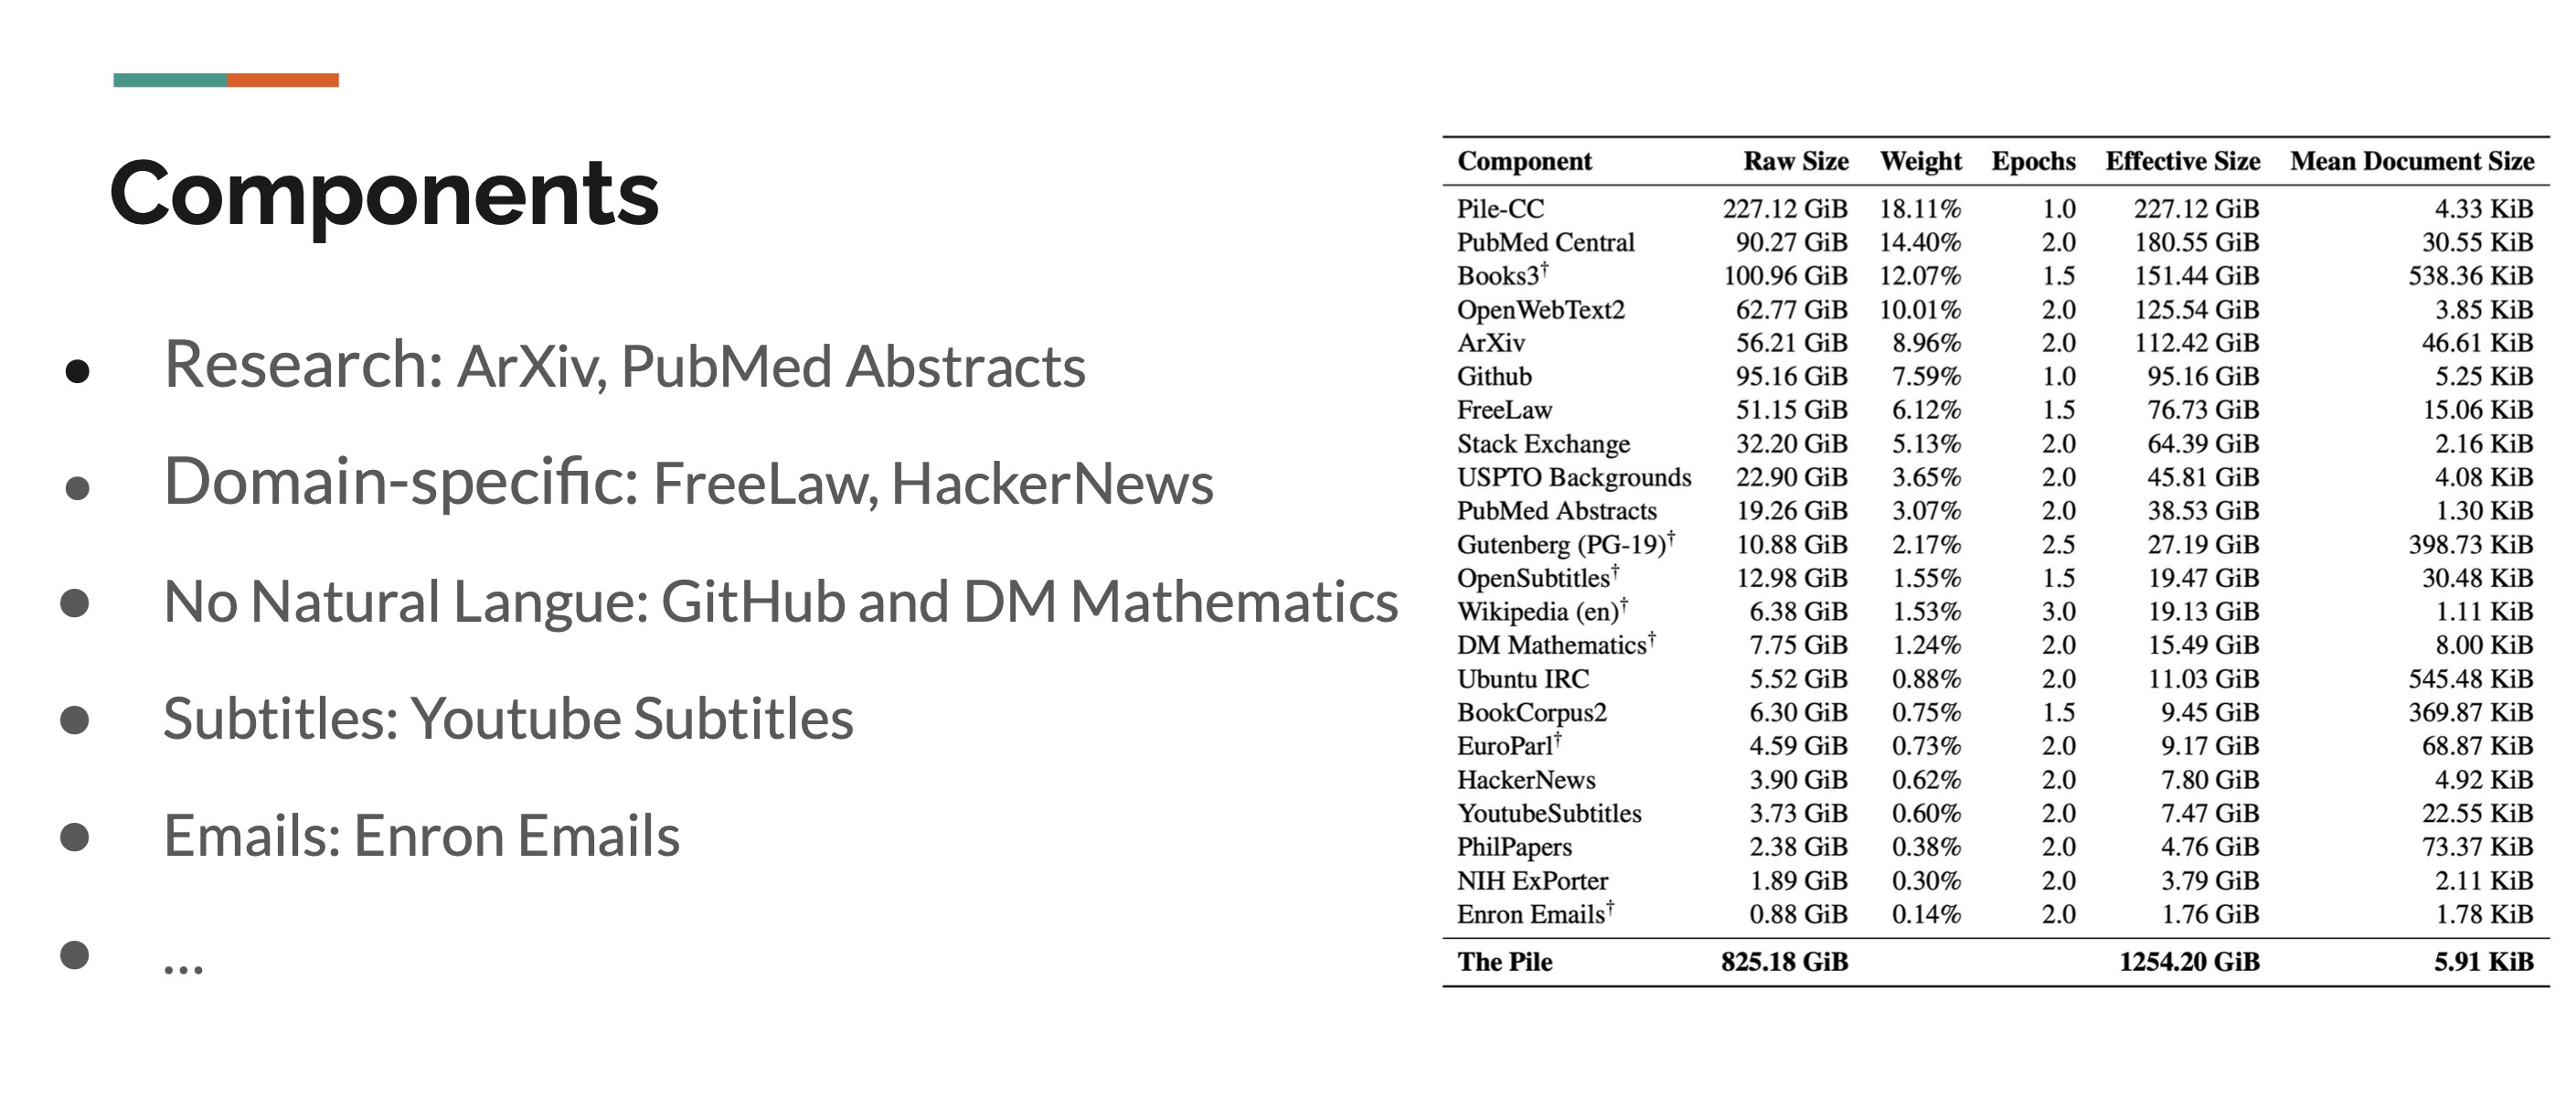 Components
• Research: ArXiv, PubMed Abstracts
• Domain-specific: FreeLaw, HackerNews
• No Natural Langue: GitHub and DM Mathematics
• Subtitles: Youtube Subtitles
• Emails: Enron Emails
• ...
Component Raw Size Weight Epochs Effective Size Mean Document Size
Pile-CC 227.12 GiB 18.11% 1.0 227.12 GiB 4.33 KiB
PubMed Central 90.27 GiB 14.40% 2.0 180.55 GiB 30.55 KiB
Books3† 100.96 GiB 12.07% 1.5 151.44 GiB 538.36 KiB
OpenWebText2 62.77 GiB 10.01% 2.0 125.54 GiB 3.85 KiB
ArXiv 56.21 GiB 8.96% 2.0 112.42 GiB 46.61 KiB
Github 95.16 GiB 7.59% 1.0 95.16 GiB 5.25 KiB
FreeLaw 51.15 GiB 6.12% 1.5 76.73 GiB 15.06 KiB
Stack Exchange 32.20 GiB 5.13% 2.0 64.39 GiB 2.16 KiB
USPTO Backgrounds 22.90 GiB 3.65% 2.0 45.81 GiB 4.08 KiB
PubMed Abstracts 19.26 GiB 3.07% 2.0 38.53 GiB 1.30 KiB
Gutenberg (PG-19)† 10.88 GiB 2.17% 2.5 27.19 GiB 398.73 KiB
OpenSubtitles† 12.98 GiB 1.55% 1.5 19.47 GiB 30.48 KiB
Wikipedia (en)† 6.38 GiB 1.53% 3.0 19.13 GiB 1.11 KiB
DM Mathematics† 7.75 GiB 1.24% 2.0 15.49 GiB 8.00 KiB
Ubuntu IRC 5.52 GiB 0.88% 2.0 11.03 GiB 545.48 KiB
BookCorpus2 6.30 GiB 0.75% 1.5 9.45 GiB 369.87 KiB
EuroParl† 4.59 GiB 0.73% 2.0 9.17 GiB 68.87 KiB
HackerNews 3.90 GiB 0.62% 2.0 7.80 GiB 4.92 KiB
YoutubeSubtitles 3.73 GiB 0.60% 2.0 7.47 GiB 22.55 KiB
PhilPapers 2.38 GiB 0.38% 2.0 4.76 GiB 73.37 KiB
NIH ExPorter 1.89 GiB 0.30% 2.0 3.79 GiB 2.11 KiB
Enron Emails† 0.88 GiB 0.14% 2.0 1.76 GiB 1.78 KiB
The Pile 825.18 GiB 1254.20 GiB 5.91 KiB